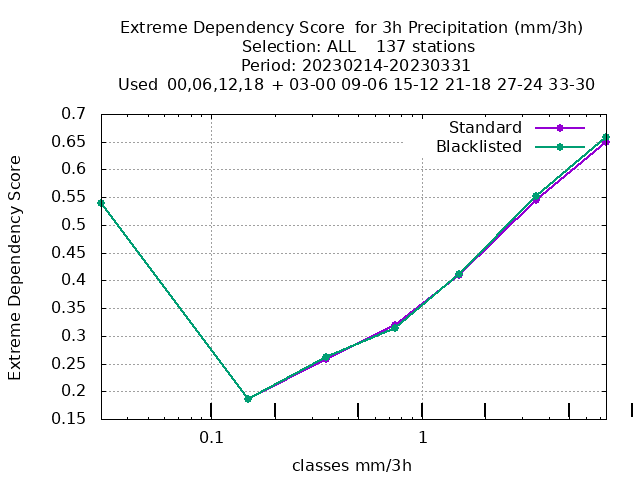 Extreme Dependency Score  for 3h Precipitation (mm/3h)
Selection: ALL    137 stations
Period: 20230214-20230331
Used  00,06,12,18  + 03-00 09-06 15-12 21-18 27-24 33-30
Standard
Blacklisted
Extreme Dependency Score
0.7
0.65
0.6
0.55
0.5
0.45
0.4
0.35
0.3
0.25
0.2
0.15
0.1 1
classes mm/3h